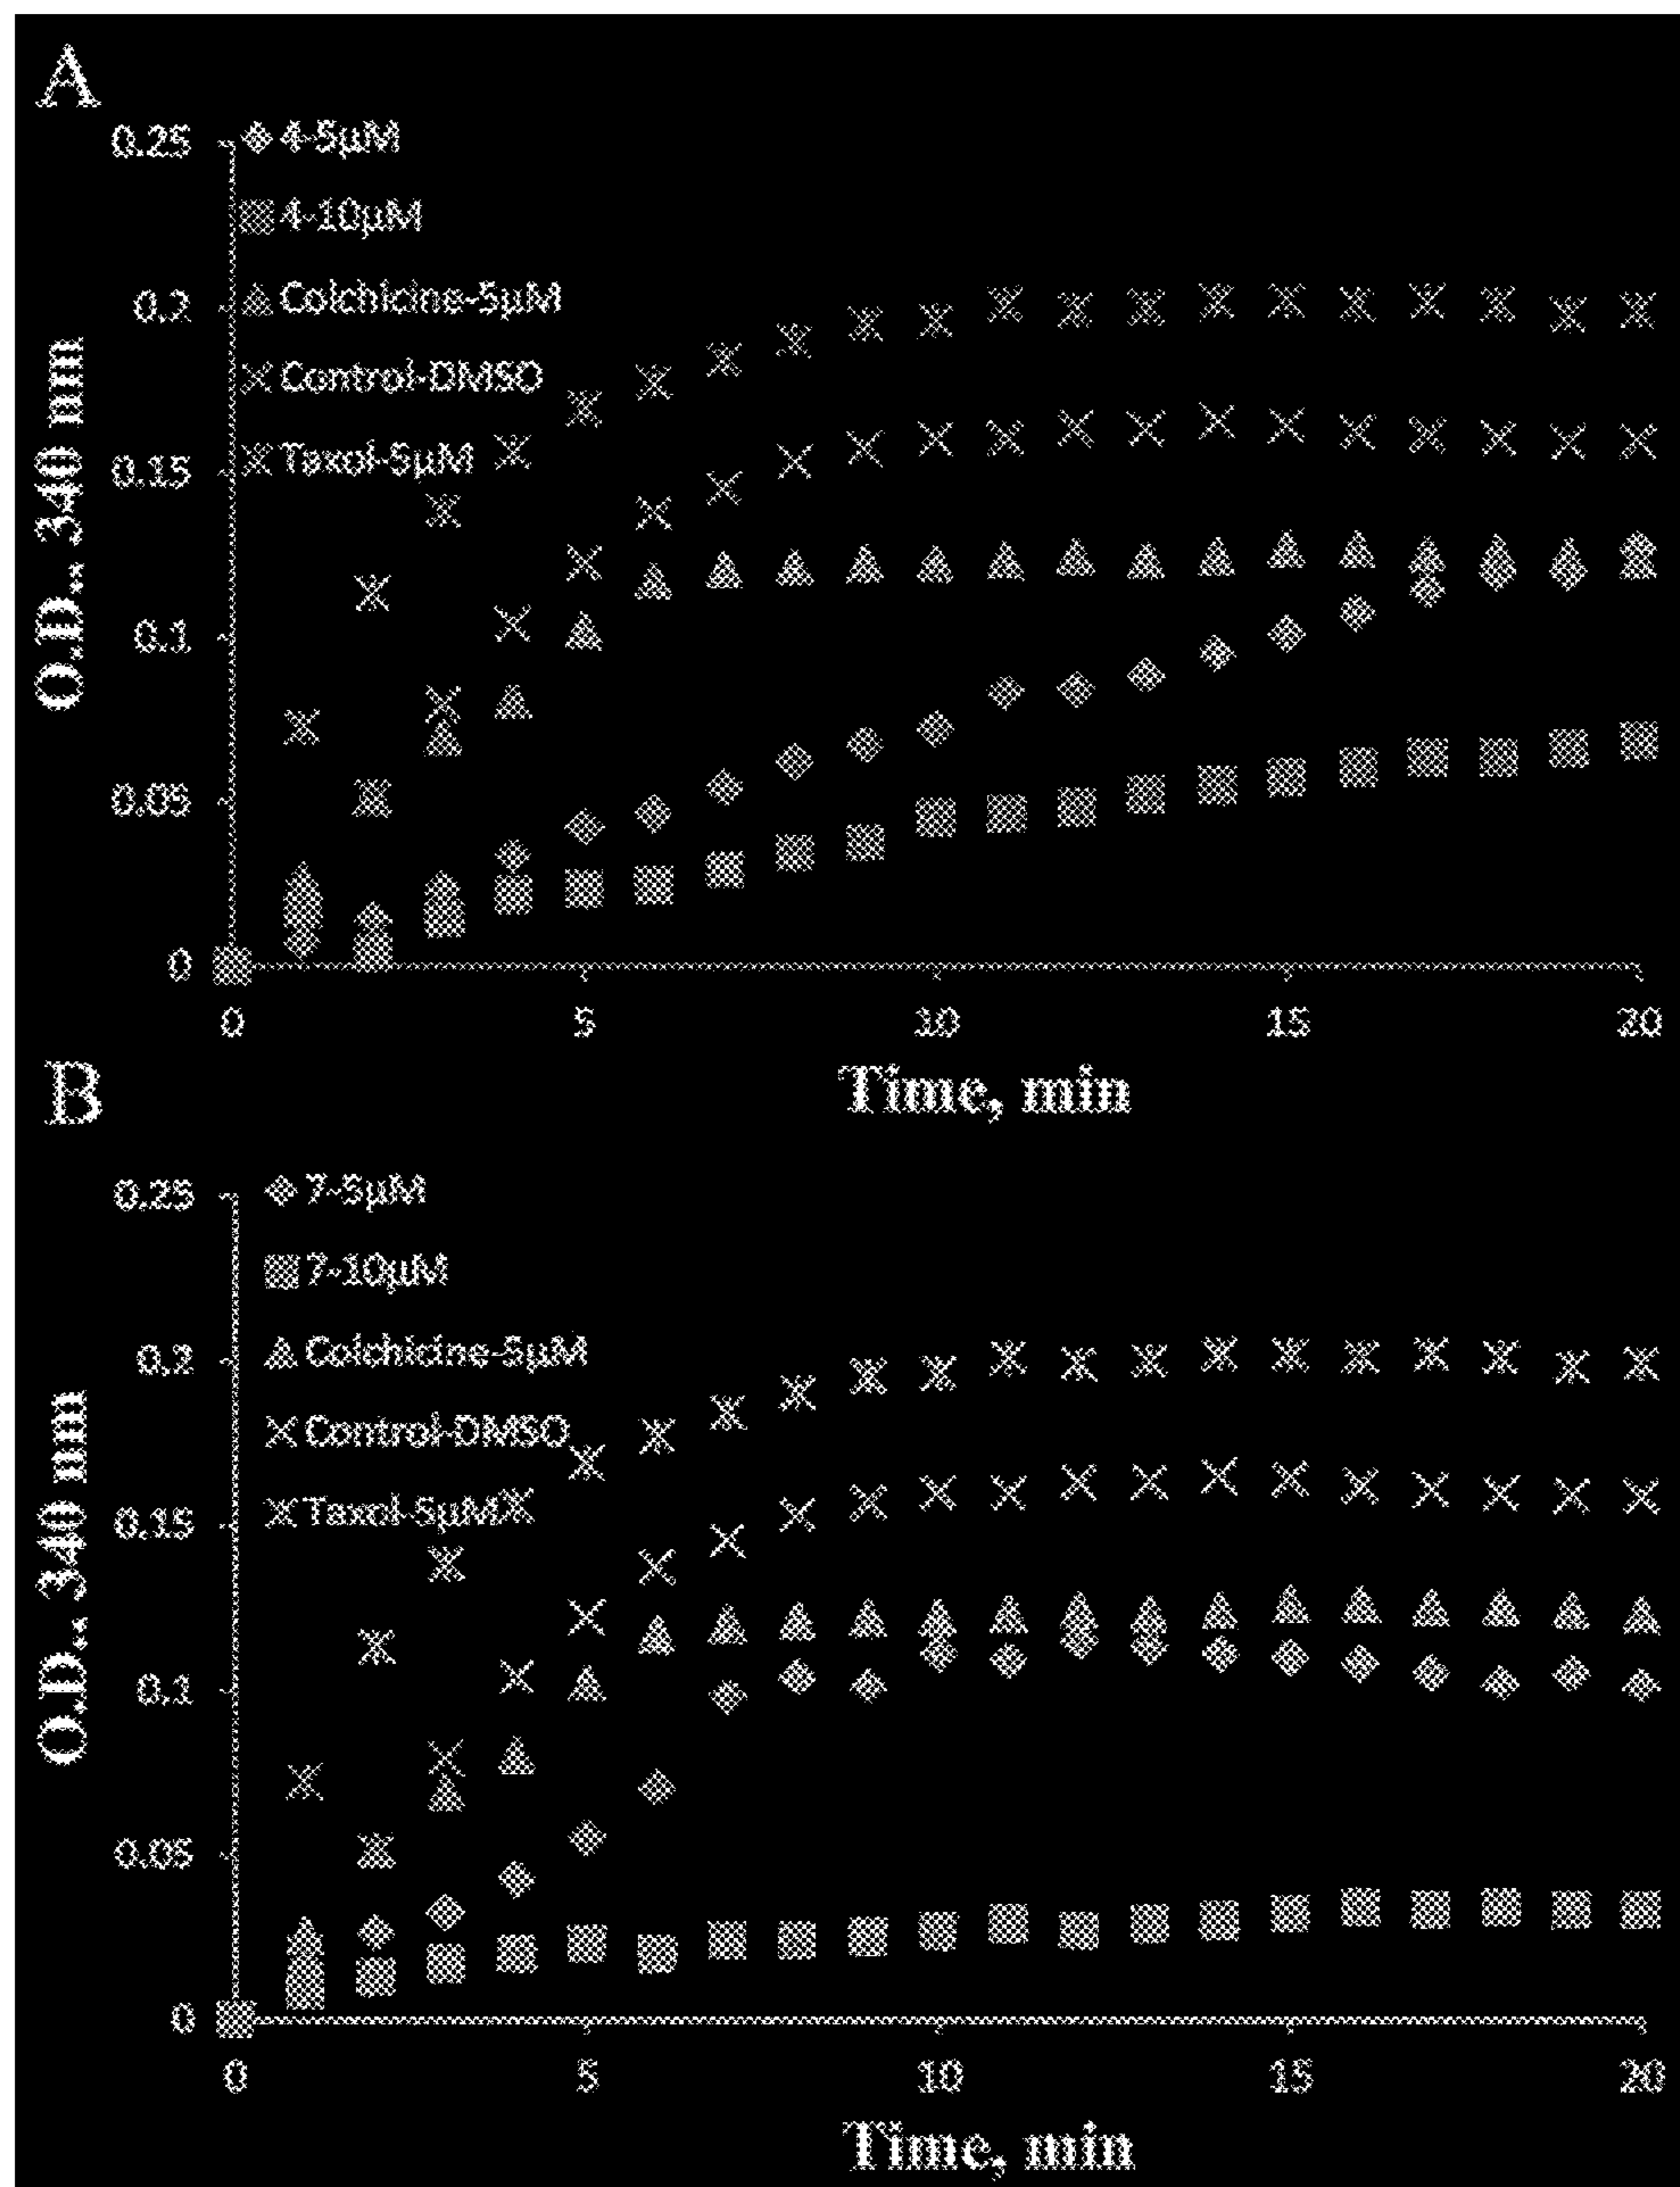 A
0.25
4-5µM
4-10µM
0.2
Colchicine-5µM
Control-DMSO
0.15
Taxol-5µM
0.1
0.05
0
O.D.. 340 nm
0 5 10 15 20
Time, min
B
0.25
7-5µM
7-10µM
0.2
Colchicine-5µM
Control-DMSO
0.15
Taxol-5µM
0.1
0.05
0
O.D.. 340 nm
0 5 10 15 20
Time, min